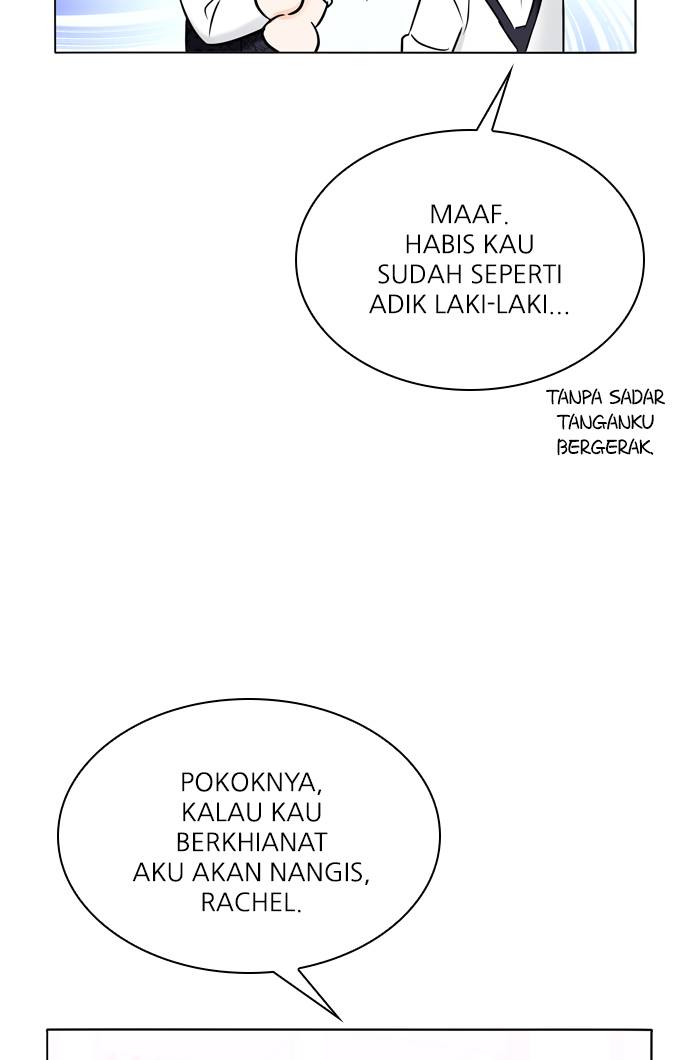 MAAF.
HABIS KAU
SUDAH SEPERTI
ADIK LAKI-LAKI...
TANPA SADAR
TANGANKU
BERGERAK.
POKOKNYA,
KALAU KAU
BERKHIANAT
AKU AKAN NANGIS,
RACHEL.